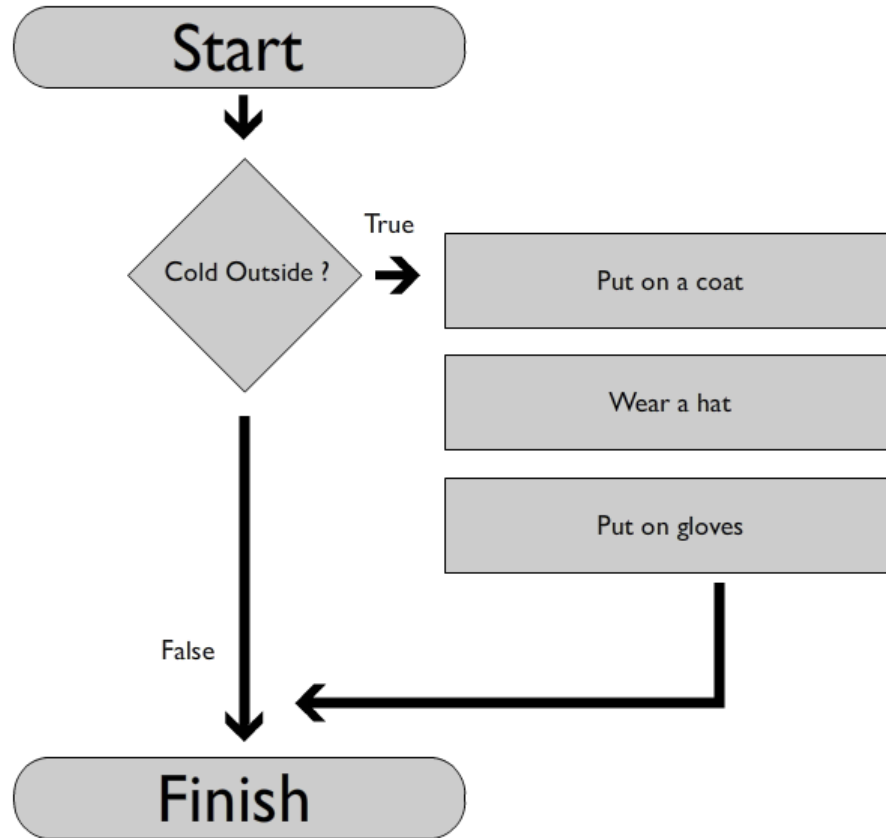 Start
Cold Outside ?
True
Put on a coat
Wear a hat
Put on gloves
False
Finish